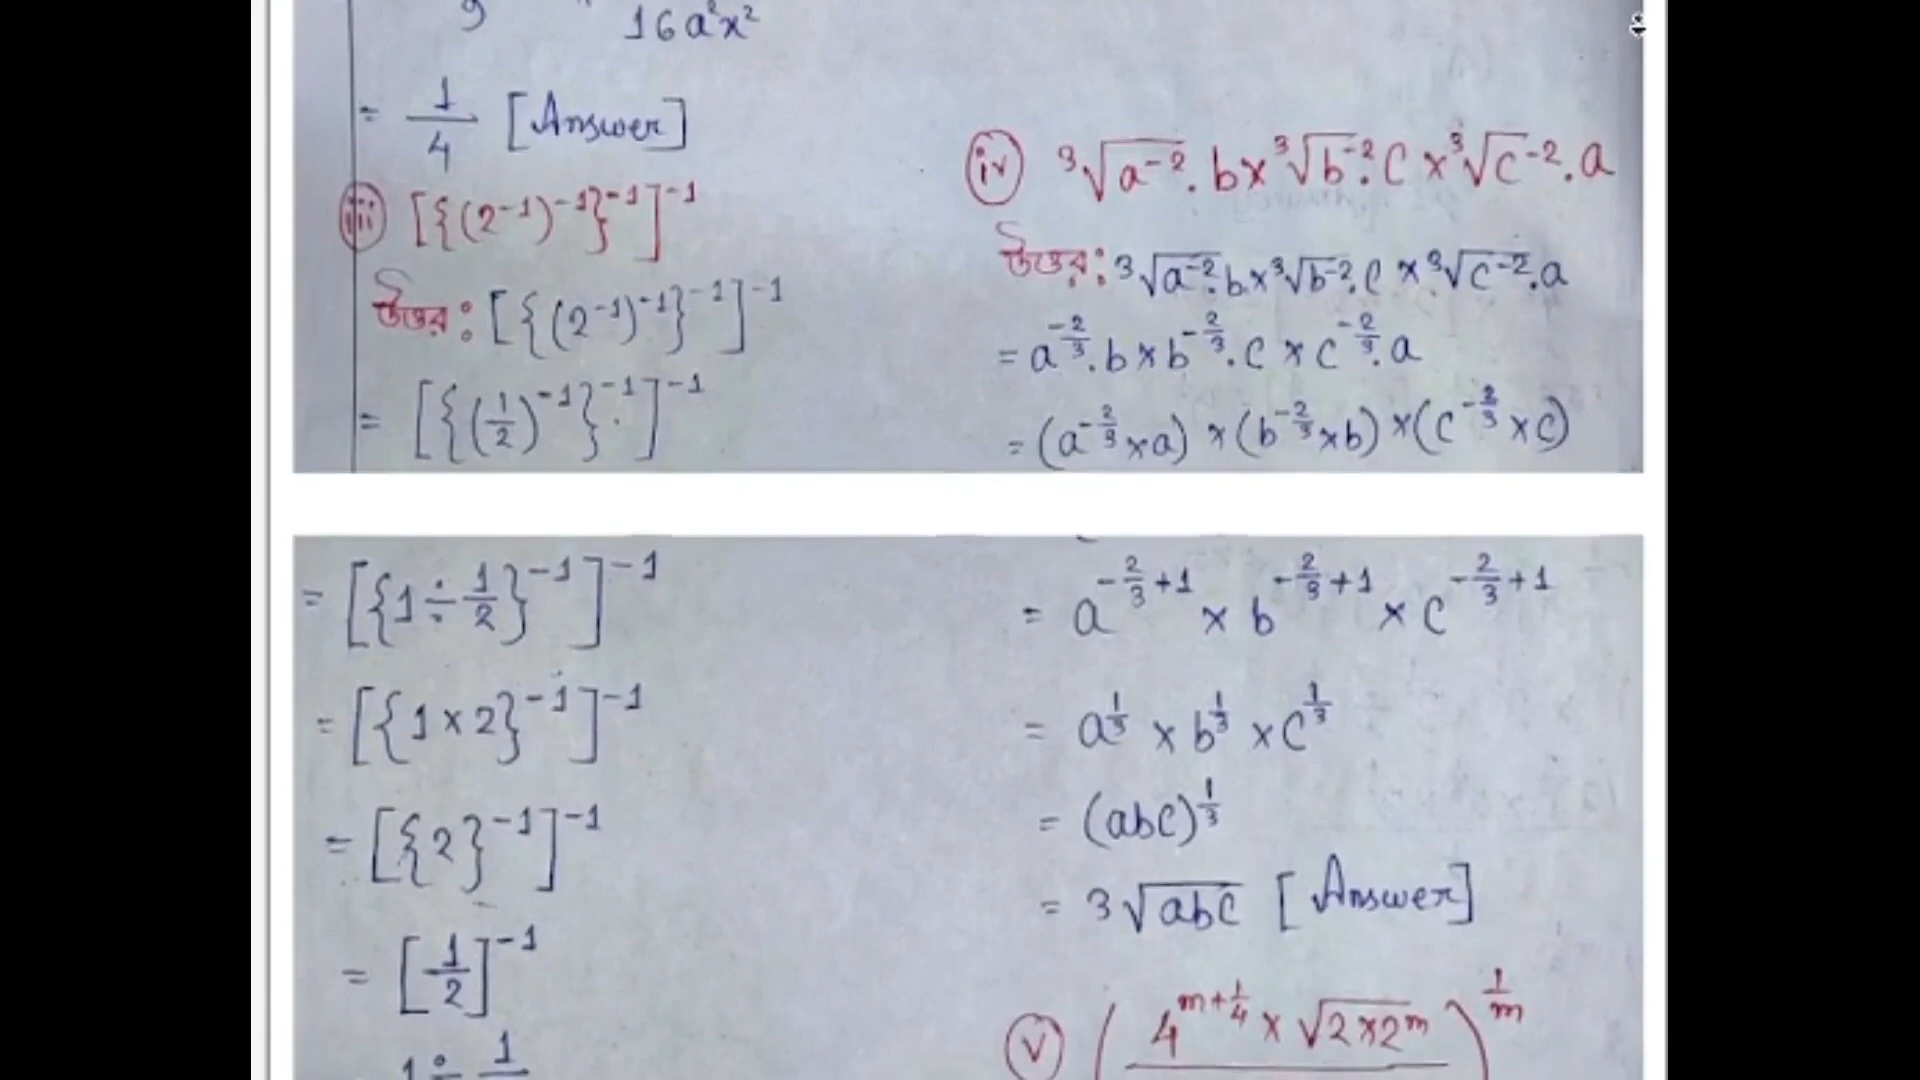 9 16a²x²
= 1/4 [Answer]
(iii) [{(2⁻¹)⁻¹}⁻¹]⁻¹
উত্তর: [{(2⁻¹)⁻¹}⁻¹]⁻¹
= [{(1/2)⁻¹}⁻¹]⁻¹
= [{1÷1/2}⁻¹]⁻¹
= [{1×2}⁻¹]⁻¹
= [{2}⁻¹]⁻¹
= [1/2]⁻¹
1÷1
(iv) ³√a⁻².b×³√b⁻².c×³√c⁻².a
উত্তর: ³√a⁻².b×³√b⁻².c×³√c⁻².a
= a^(-2/3).b×b^(-2/3).c×c^(-2/3).a
= (a^(-2/3)×a)×(b^(-2/3)×b)×(c^(-2/3)×c)
= a^(-2/3+1)×b^(-2/3+1)×c^(-2/3+1)
= a^(1/3)×b^(1/3)×c^(1/3)
= (abc)^(1/3)
= 3√abc [Answer]
(v) (4^(m+1/4)×√2×2^m)^(1/m)